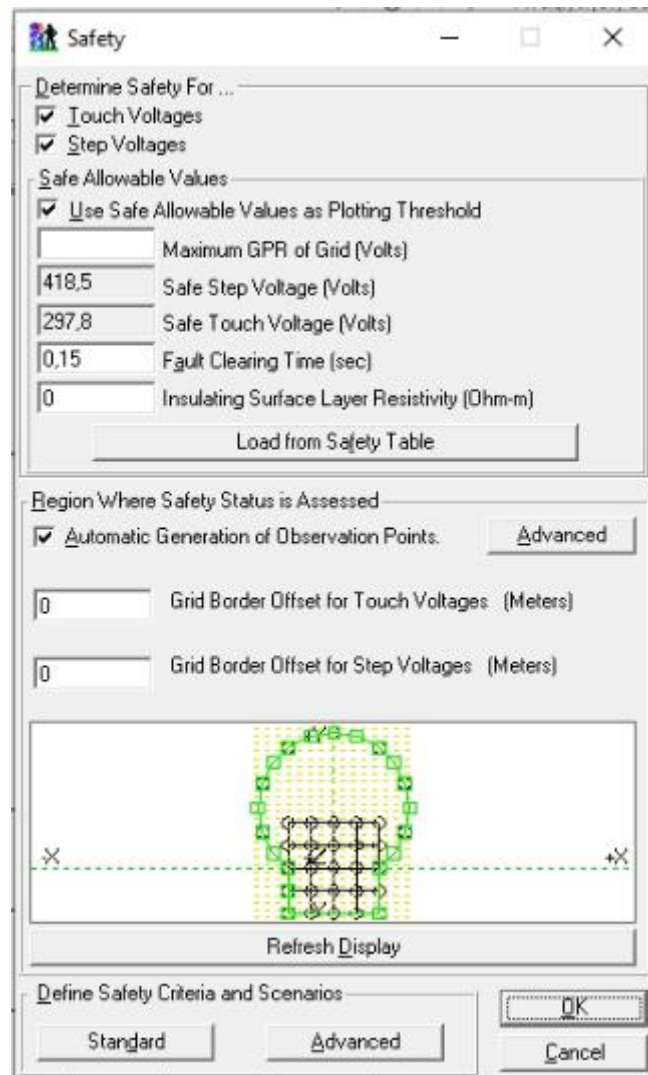 Safety
Determine Safety For ...
Touch Voltages
Step Voltages
Safe Allowable Values
Use Safe Allowable Values as Plotting Threshold
Maximum GPR of Grid (Volts)
418,5 Safe Step Voltage (Volts)
297,8 Safe Touch Voltage (Volts)
0,15 Fault Clearing Time (sec)
0 Insulating Surface Layer Resistivity (Ohm-m)
Load from Safety Table
Region Where Safety Status is Assessed
Automatic Generation of Observation Points. Advanced
0 Grid Border Offset for Touch Voltages (Meters)
0 Grid Border Offset for Step Voltages (Meters)
-X +X
Refresh Display
Define Safety Criteria and Scenarios
Standard Advanced
OK
Cancel